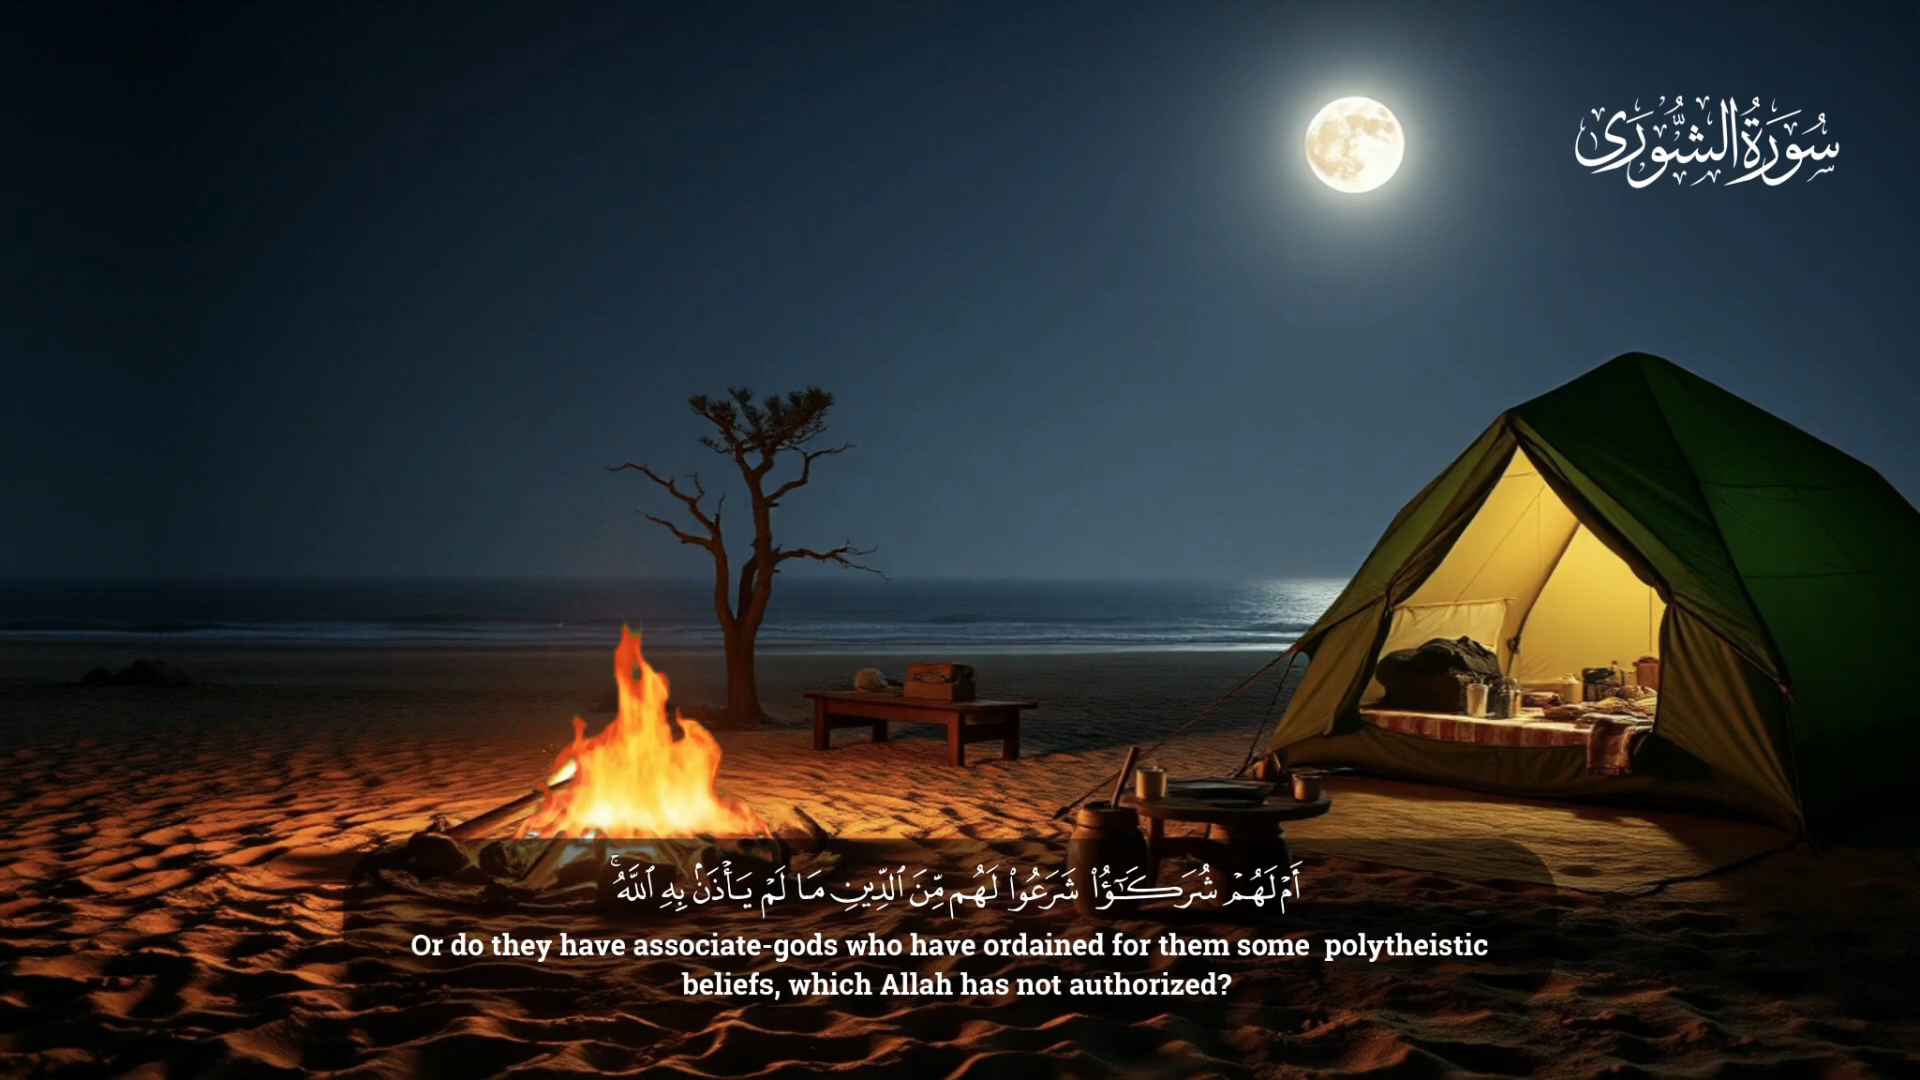 سُورَةُ الشُّورَىٰ
أَمۡ لَهُمۡ شُرَكَـٰٓؤُاْ شَرَعُواْ لَهُم مِّنَ ٱلدِّينِ مَا لَمۡ يَأۡذَنۢ بِهِ ٱللَّهُۚ
Or do they have associate-gods who have ordained for them some polytheistic
beliefs, which Allah has not authorized?